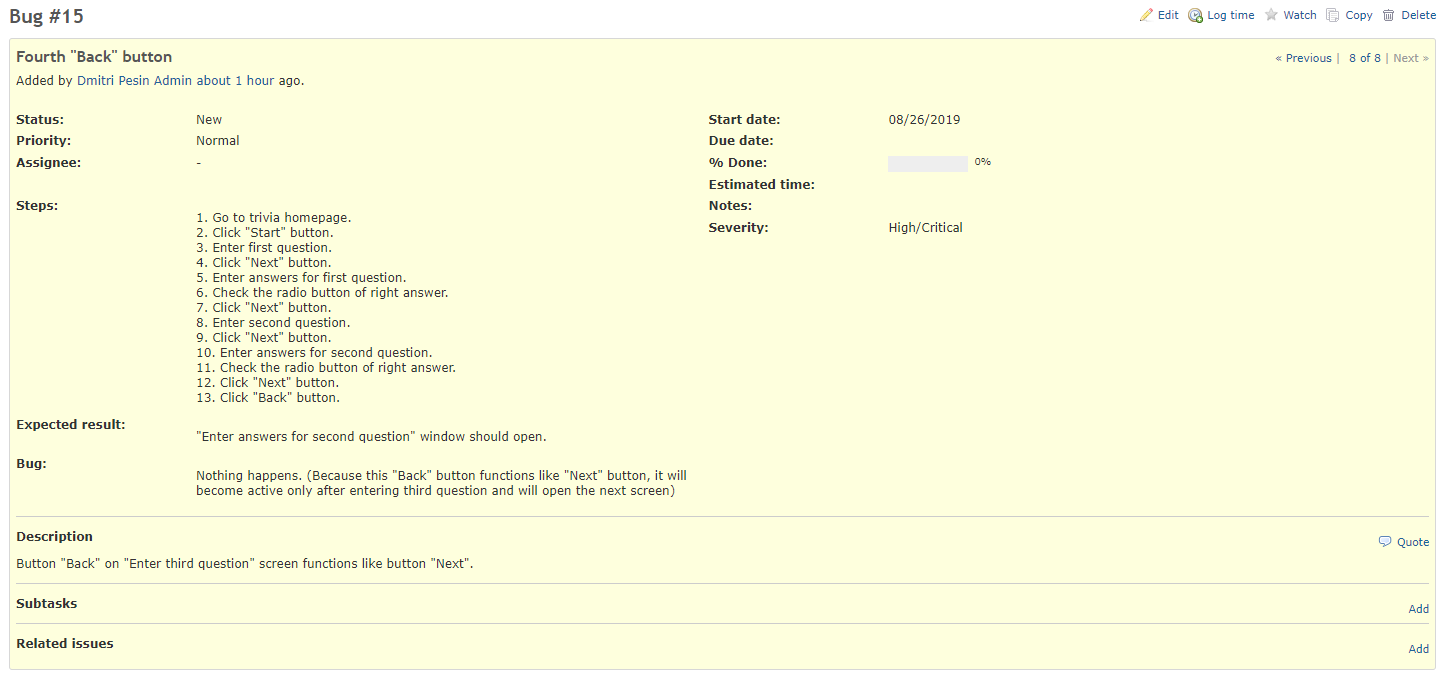 Bug #15
Edit Log time Watch Copy Delete
Fourth "Back" button
« Previous | 8 of 8 | Next »
Added by Dmitri Pesin Admin about 1 hour ago.
Status: New
Priority: Normal
Assignee: -
Start date: 08/26/2019
Due date:
% Done: 0%
Estimated time:
Steps:
1. Go to trivia homepage.
2. Click "Start" button.
3. Enter first question.
4. Click "Next" button.
5. Enter answers for first question.
6. Check the radio button of right answer.
7. Click "Next" button.
8. Enter second question.
9. Click "Next" button.
10. Enter answers for second question.
11. Check the radio button of right answer.
12. Click "Next" button.
13. Click "Back" button.
Notes:
Severity: High/Critical
Expected result:
"Enter answers for second question" window should open.
Bug:
Nothing happens. (Because this "Back" button functions like "Next" button, it will
become active only after entering third question and will open the next screen)
Description
Quote
Button "Back" on "Enter third question" screen functions like button "Next".
Subtasks
Add
Related issues
Add